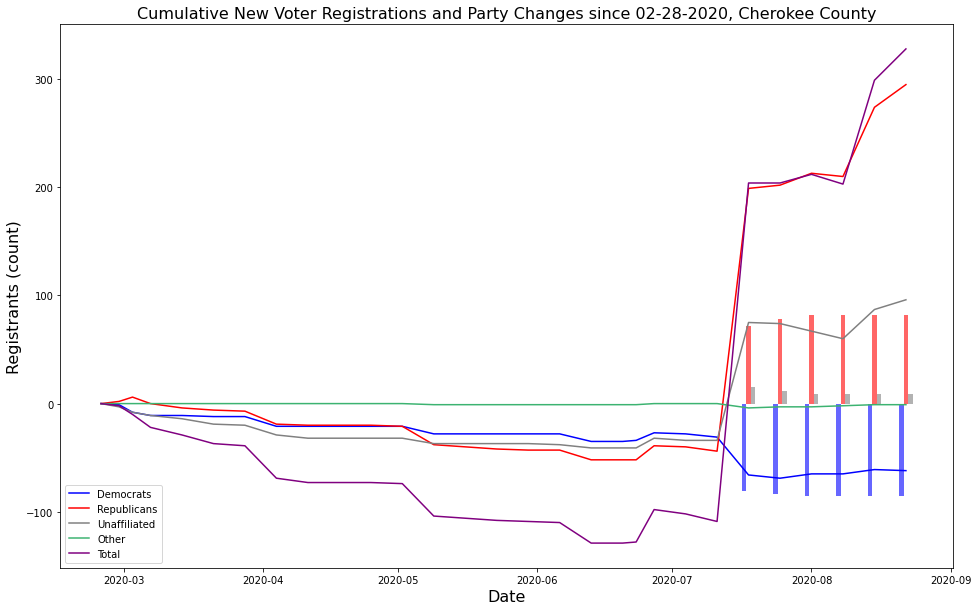 Cumulative New Voter Registrations and Party Changes since 02-28-2020, Cherokee County
Registrants (count)
300
200
100
0
−100
Democrats
Republicans
Unaffiliated
Other
Total
2020-03
2020-04
2020-05
2020-06
2020-07
2020-08
2020-09
Date